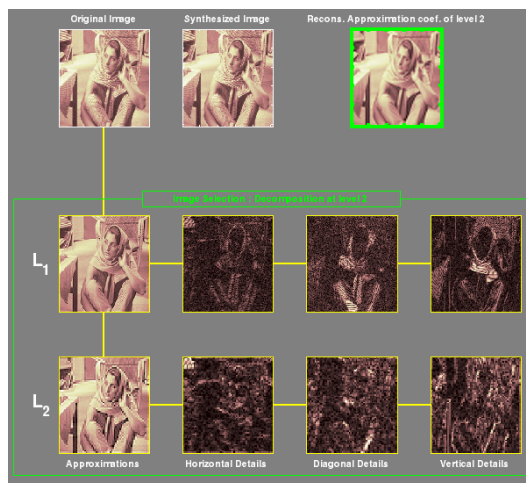 Original Image
Synthesized Image
Recons. Approximation coef. of level 2
Image Selection : Decomposition at level 2
L1
L2
Approximations
Horizontal Details
Diagonal Details
Vertical Details